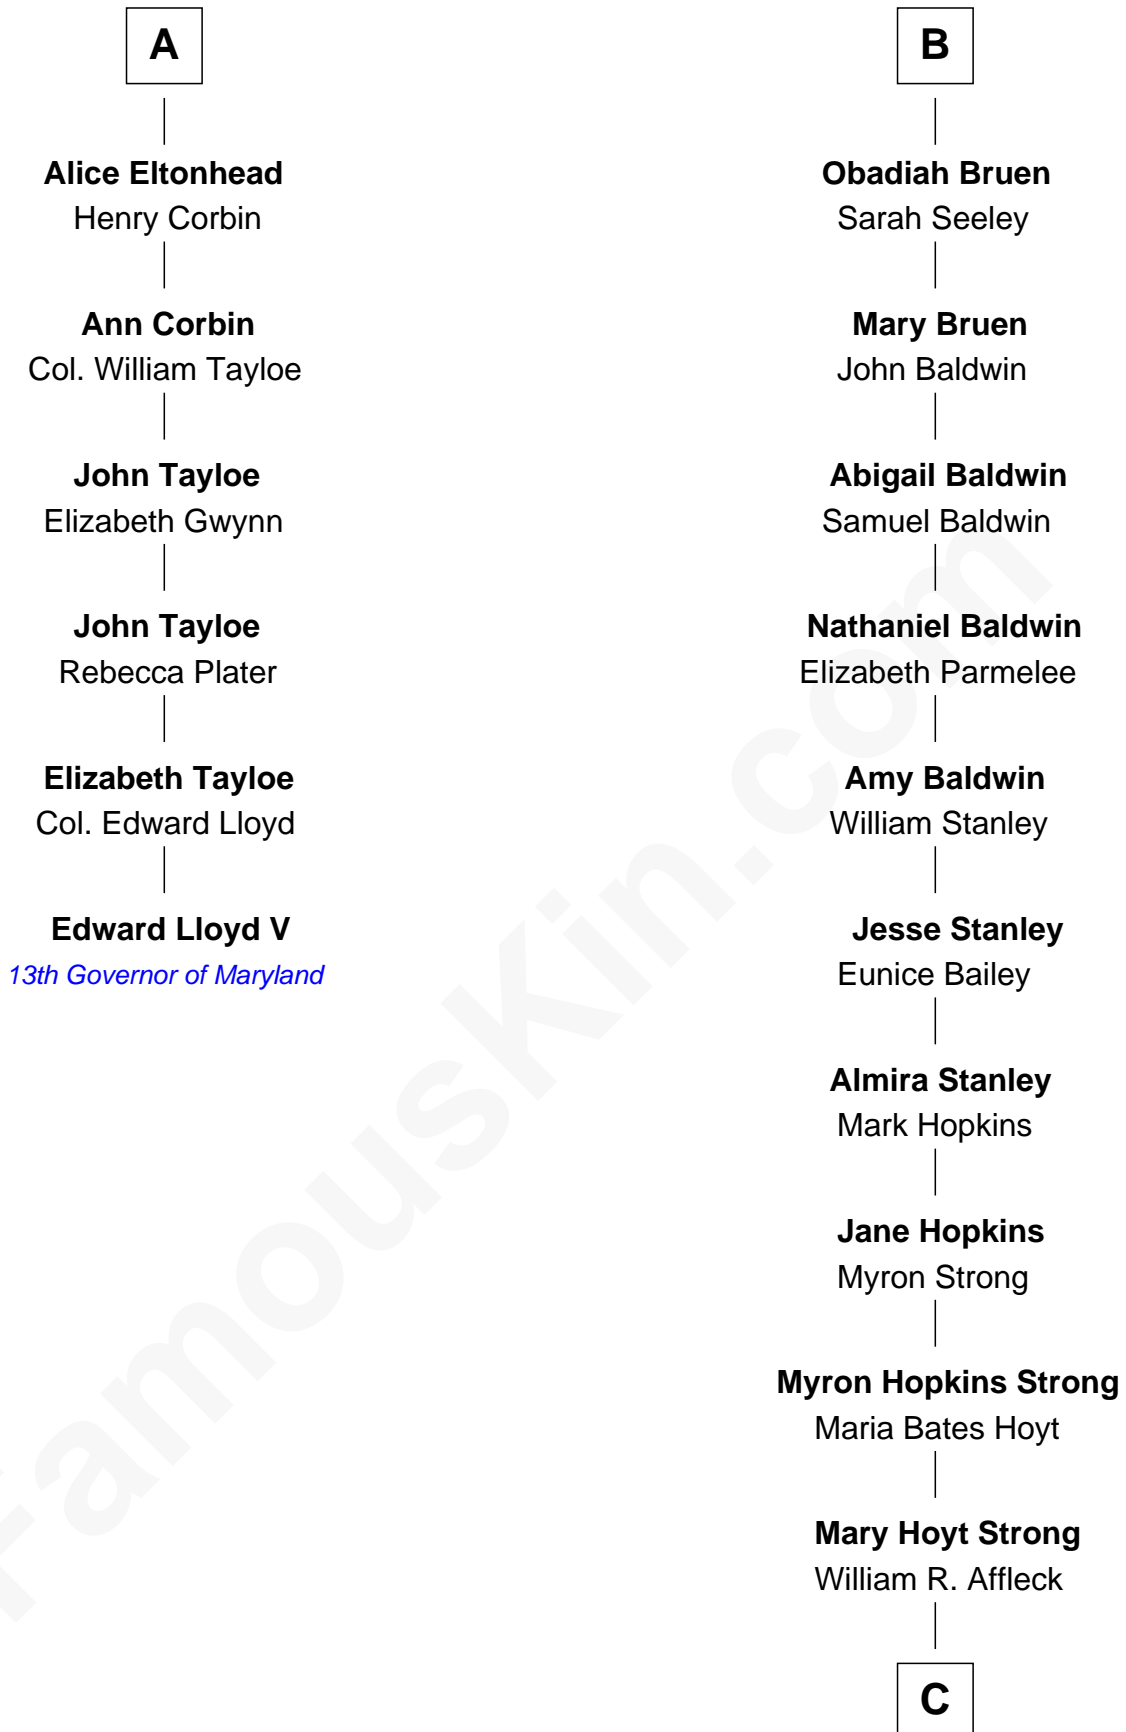 A
Alice Eltonhead
Henry Corbin
Ann Corbin
Col. William Tayloe
John Tayloe
Elizabeth Gwynn
John Tayloe
Rebecca Plater
Elizabeth Tayloe
Col. Edward Lloyd
Edward Lloyd V
13th Governor of Maryland
B
Obadiah Bruen
Sarah Seeley
Mary Bruen
John Baldwin
Abigail Baldwin
Samuel Baldwin
Nathaniel Baldwin
Elizabeth Parmelee
Amy Baldwin
William Stanley
Jesse Stanley
Eunice Bailey
Almira Stanley
Mark Hopkins
Jane Hopkins
Myron Strong
Myron Hopkins Strong
Maria Bates Hoyt
Mary Hoyt Strong
William R. Affleck
C
FamousKin.com